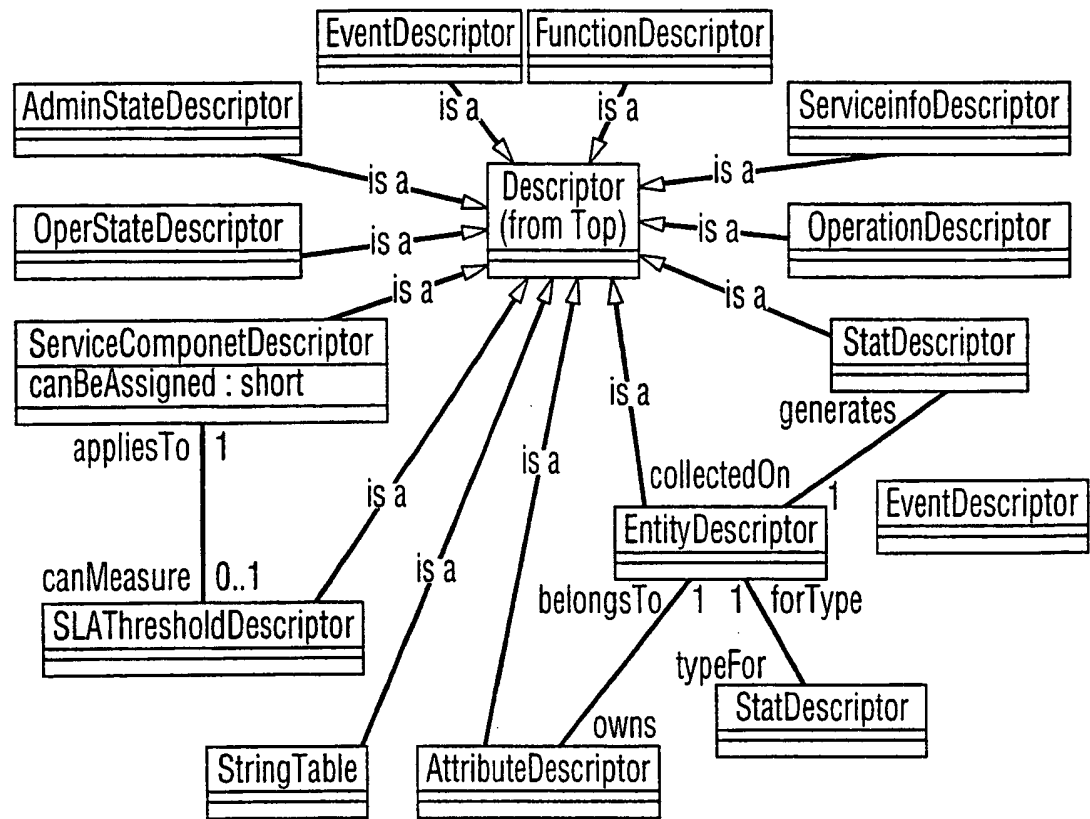 EventDescriptor FunctionDescriptor
is a is a
AdminStateDescriptor ServiceinfoDescriptor
is a Descriptor is a
(from Top)
OperStateDescriptor is a is a OperationDescriptor
is a is a
ServiceComponetDescriptor StatDescriptor
canBeAssigned : short is a
generates
appliesTo 1
is a is a collectedOn 1 EventDescriptor
EntityDescriptor
is a
canMeasure 0..1 belongsTo 1 1 forType
SLAThresholdDescriptor
typeFor
StatDescriptor
owns
StringTable AttributeDescriptor